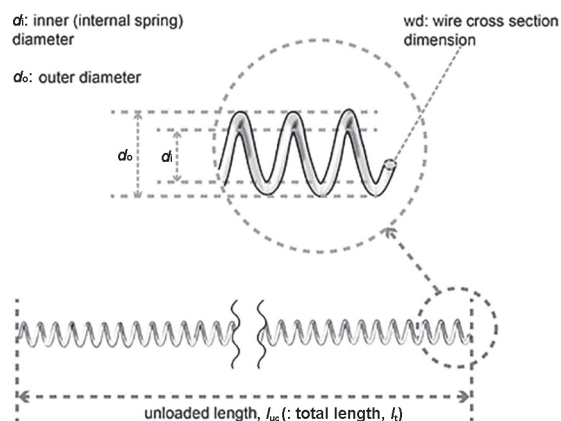 di: inner (internal spring)
diameter
do: outer diameter
wd: wire cross section
dimension
do
di
unloaded length, luc (: total length, lt)